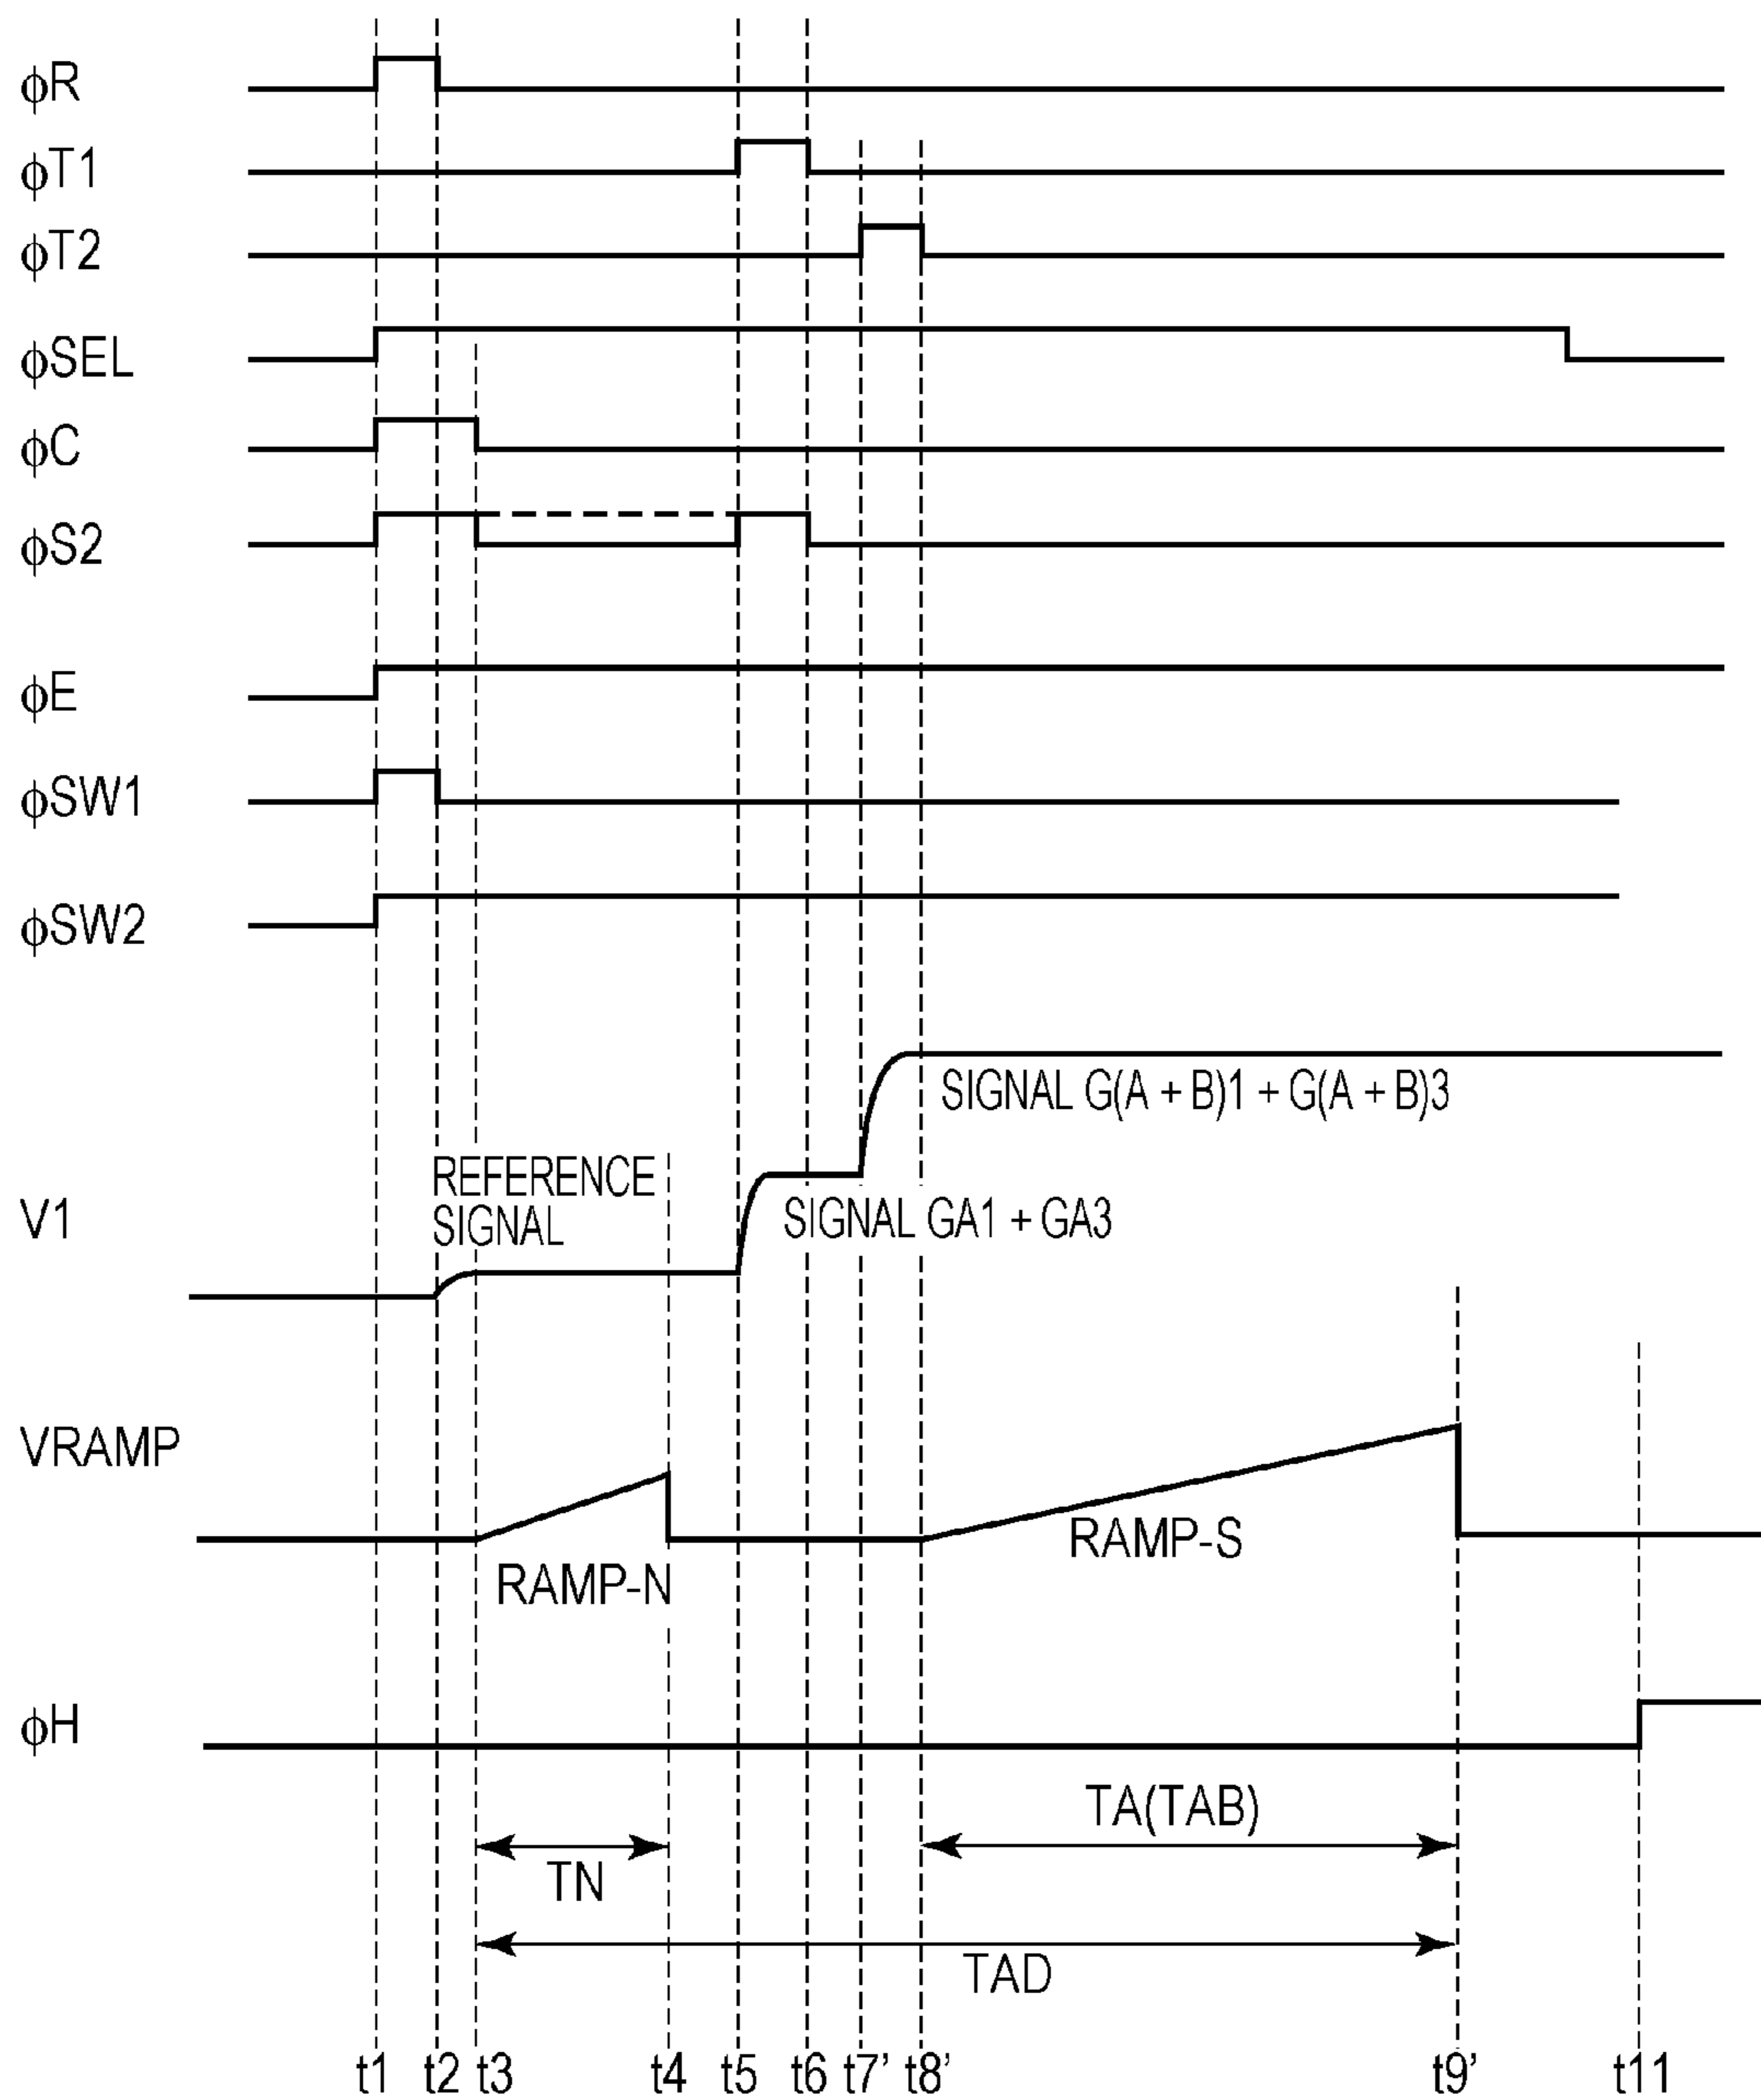 ϕR
ϕT1
ϕT2
ϕSEL
ϕC
ϕS2
ϕE
ϕSW1
ϕSW2
SIGNAL G(A + B)1 + G(A + B)3
REFERENCE
SIGNAL
SIGNAL GA1 + GA3
V1
VRAMP
RAMP-S
RAMP-N
ϕH
TA(TAB)
TN
TAD
t1 t2 t3 t4 t5 t6 t7’ t8’ t9’ t11